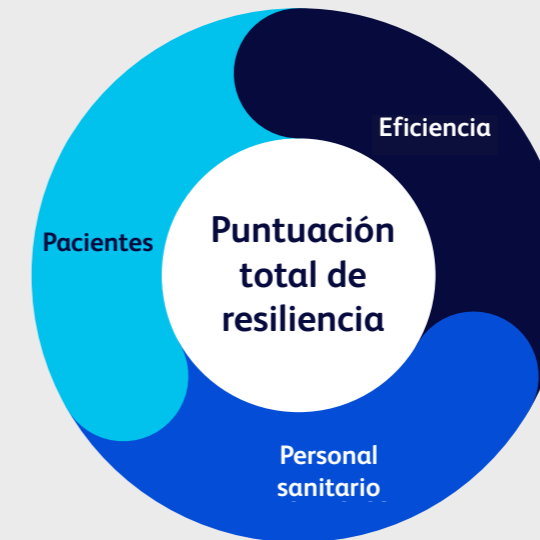 Eficiencia
Pacientes
Puntuación
total de
resiliencia
Personal
sanitario